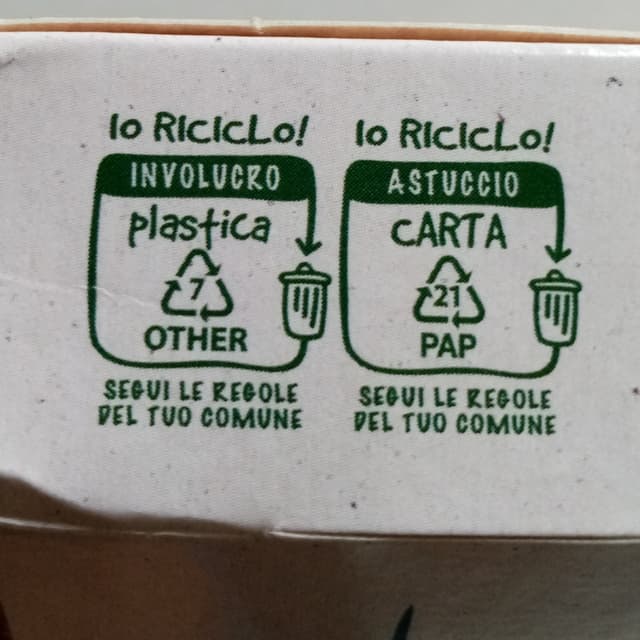 Io RICICLO!
INVOLUCRO
plastica
7
OTHER
SEGUI LE REGOLE
DEL TUO COMUNE
Io RICICLO!
ASTUCCIO
CARTA
21
PAP
SEGUI LE REGOLE
DEL TUO COMUNE